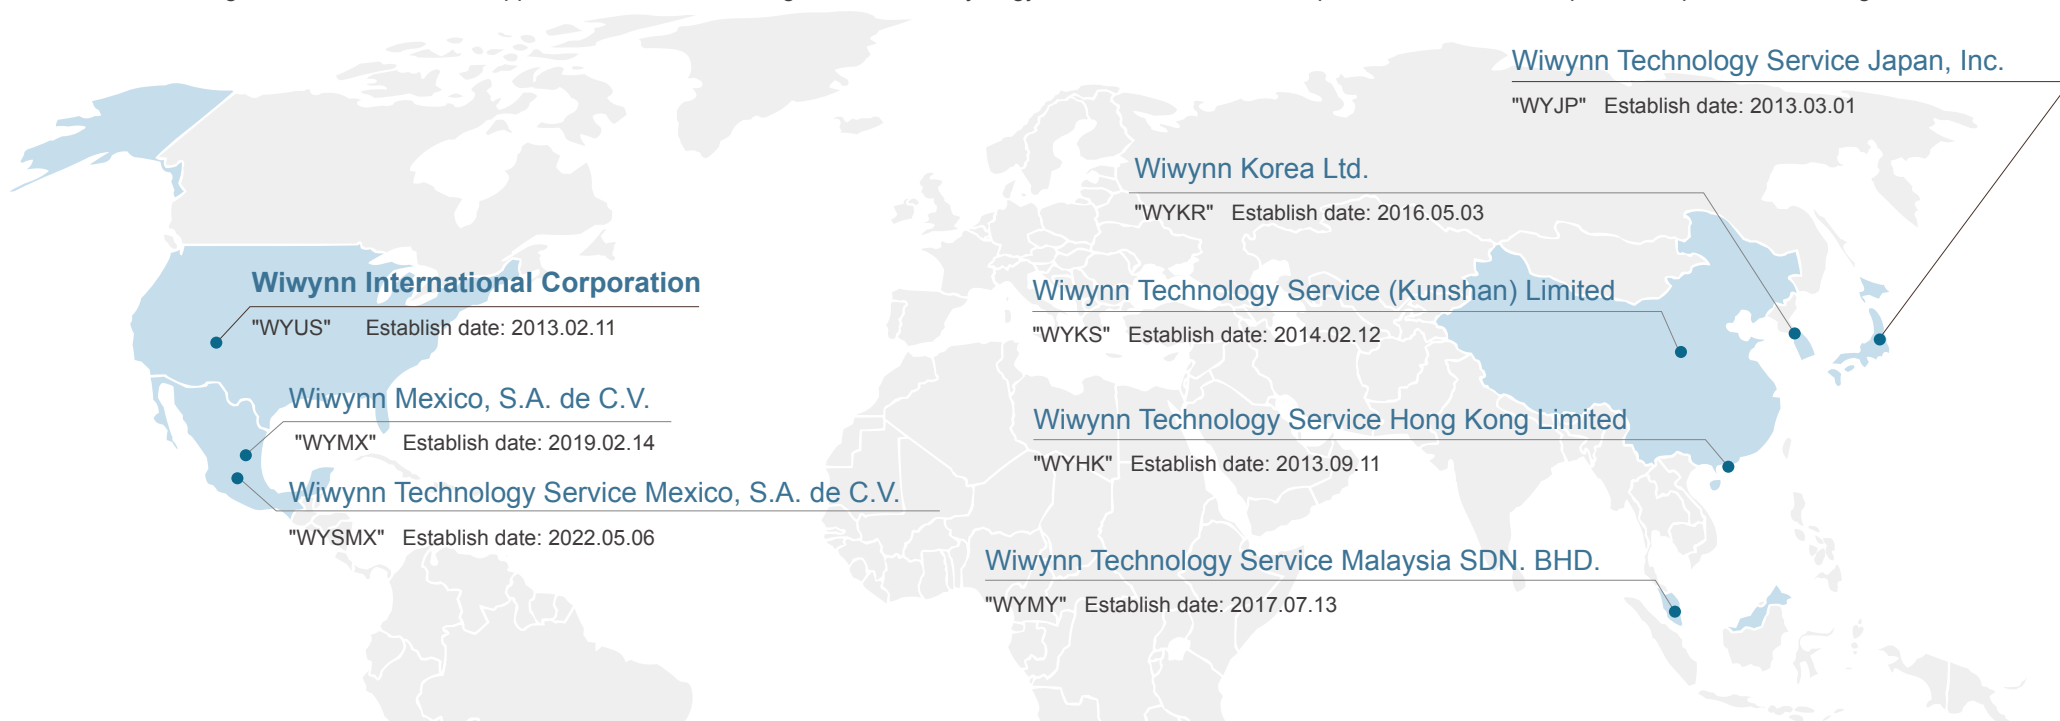 Wiwynn Technology Service Japan, Inc.
"WYJP" Establish date: 2013.03.01
Wiwynn Korea Ltd.
"WYKR" Establish date: 2016.05.03
Wiwynn International Corporation
"WYUS" Establish date: 2013.02.11
Wiwynn Technology Service (Kunshan) Limited
"WYKS" Establish date: 2014.02.12
Wiwynn Mexico, S.A. de C.V.
"WYMX" Establish date: 2019.02.14
Wiwynn Technology Service Hong Kong Limited
"WYHK" Establish date: 2013.09.11
Wiwynn Technology Service Mexico, S.A. de C.V.
"WYSMX" Establish date: 2022.05.06
Wiwynn Technology Service Malaysia SDN. BHD.
"WYMY" Establish date: 2017.07.13